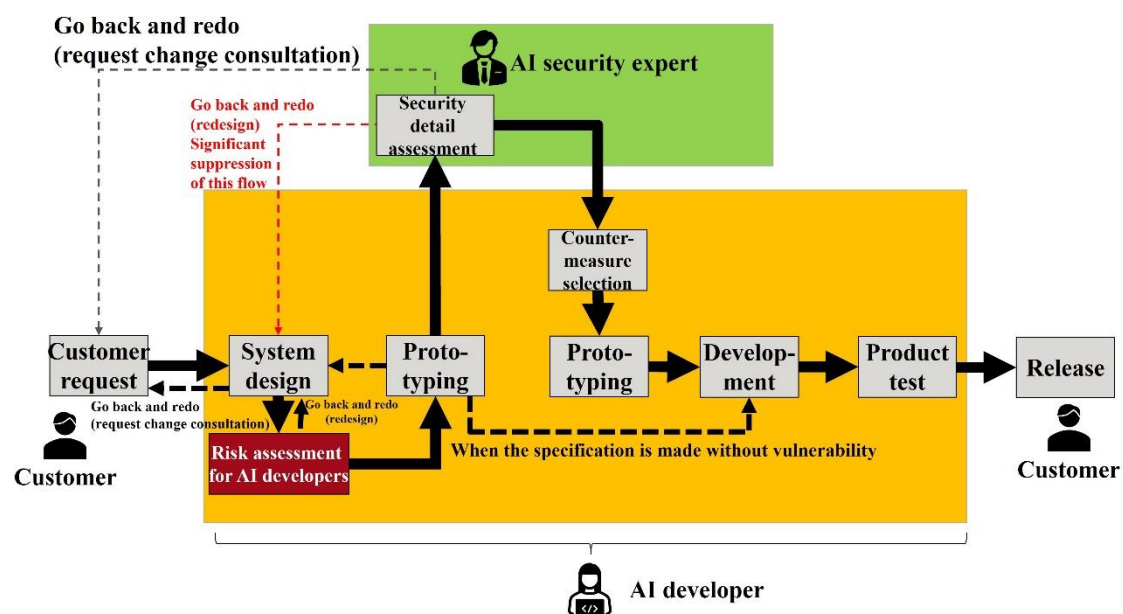 Go back and redo
(request change consultation)
AI security expert
Security
detail
assessment
Go back and redo
(redesign)
Significant
suppression
of this flow
Counter-
measure
selection
Customer
request
System
design
Proto-
typing
Proto-
typing
Develop-
ment
Product
test
Release
Go back and redo
(request change consultation)
Go back and redo
(redesign)
Customer
Risk assessment
for AI developers
When the specification is made without vulnerability
Customer
AI developer